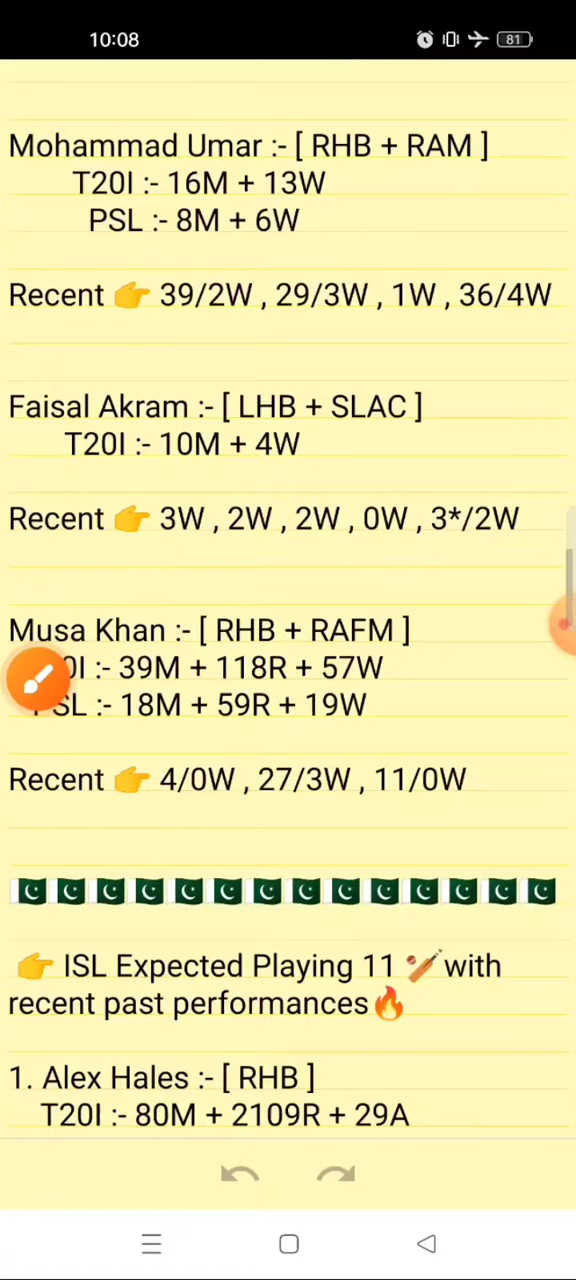 10:08
81
Mohammad Umar :- [ RHB + RAM ]
T20I :- 16M + 13W
PSL :- 8M + 6W
Recent 👉 39/2W , 29/3W , 1W , 36/4W
Faisal Akram :- [ LHB + SLAC ]
T20I :- 10M + 4W
Recent 👉 3W , 2W , 2W , 0W , 3*/2W
Musa Khan :- [ RHB + RAFM ]
0I :- 39M + 118R + 57W
PSL :- 18M + 59R + 19W
Recent 👉 4/0W , 27/3W , 11/0W
🇵🇰🇵🇰🇵🇰🇵🇰🇵🇰🇵🇰🇵🇰🇵🇰🇵🇰🇵🇰🇵🇰🇵🇰🇵🇰🇵🇰
👉 ISL Expected Playing 11 🏏with
recent past performances🔥
1. Alex Hales :- [ RHB ]
T20I :- 80M + 2109R + 29A